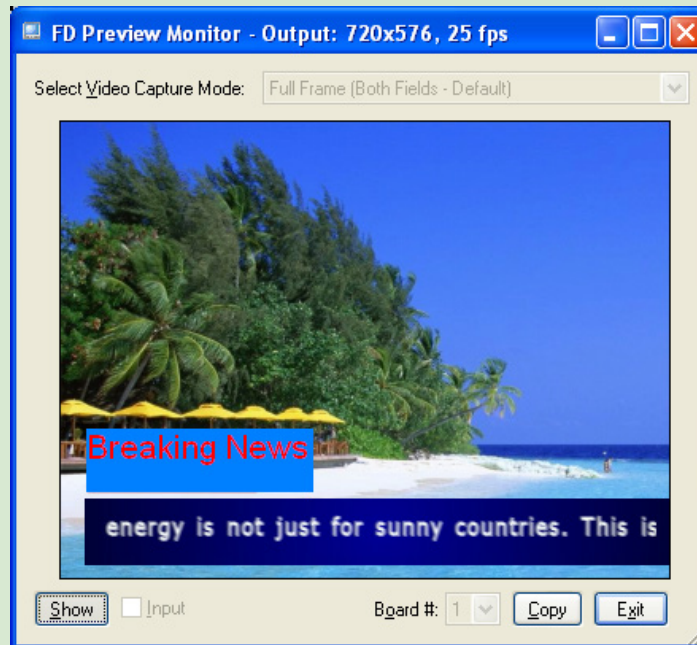 FD Preview Monitor - Output: 720x576, 25 fps
Select Video Capture Mode: Full Frame (Both Fields - Default)
Breaking News
energy is not just for sunny countries. This is
Show Input Board #: 1 Copy Exit